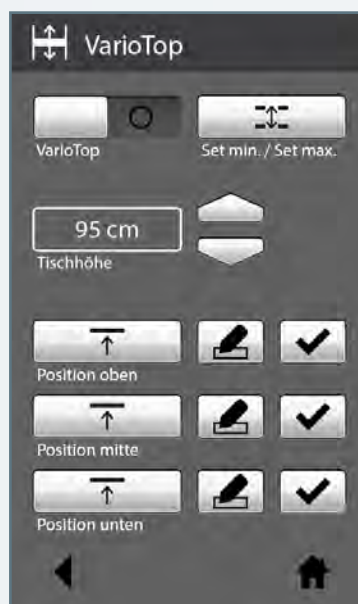 VarioTop
VarioTop
Set min. / Set max.
95 cm
Tischhöhe
Position oben
Position mitte
Position unten